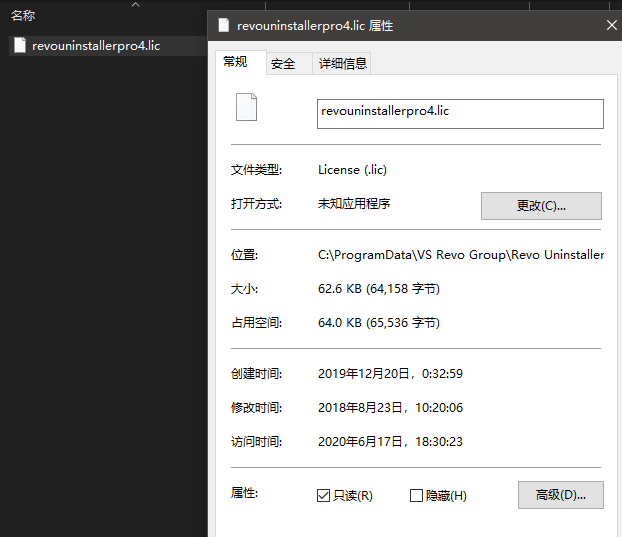 名称
revouninstallerpro4.lic
revouninstallerpro4.lic 属性
常规 安全 详细信息
revouninstallerpro4.lic
文件类型: License (.lic)
打开方式: 未知应用程序 更改(C)...
位置: C:\ProgramData\VS Revo Group\Revo Uninstaller
大小: 62.6 KB (64,158 字节)
占用空间: 64.0 KB (65,536 字节)
创建时间: 2019年12月20日，0:32:59
修改时间: 2018年8月23日，10:20:06
访问时间: 2020年6月17日，18:30:23
属性: 只读(R) 隐藏(H) 高级(D)...